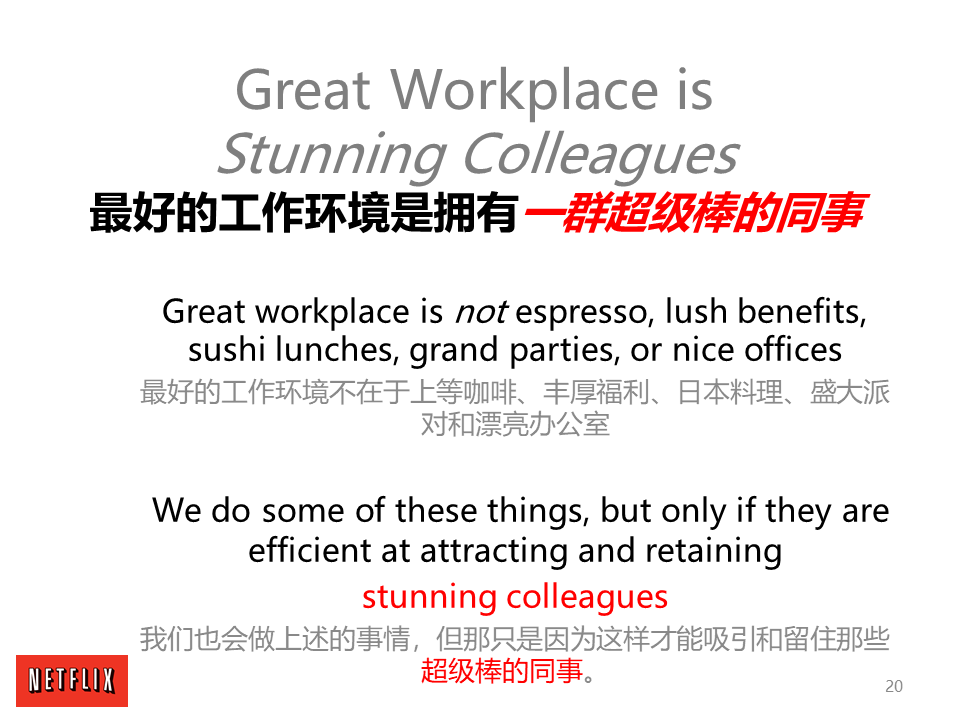 Great Workplace is
Stunning Colleagues
最好的工作环境是拥有一群超级棒的同事
Great workplace is not espresso, lush benefits,
sushi lunches, grand parties, or nice offices
最好的工作环境不在于上等咖啡、丰厚福利、日本料理、盛大派
对和漂亮办公室
We do some of these things, but only if they are
efficient at attracting and retaining
stunning colleagues
我们也会做上述的事情，但那只是因为这样才能吸引和留住那些
超级棒的同事。
NETFLIX
20